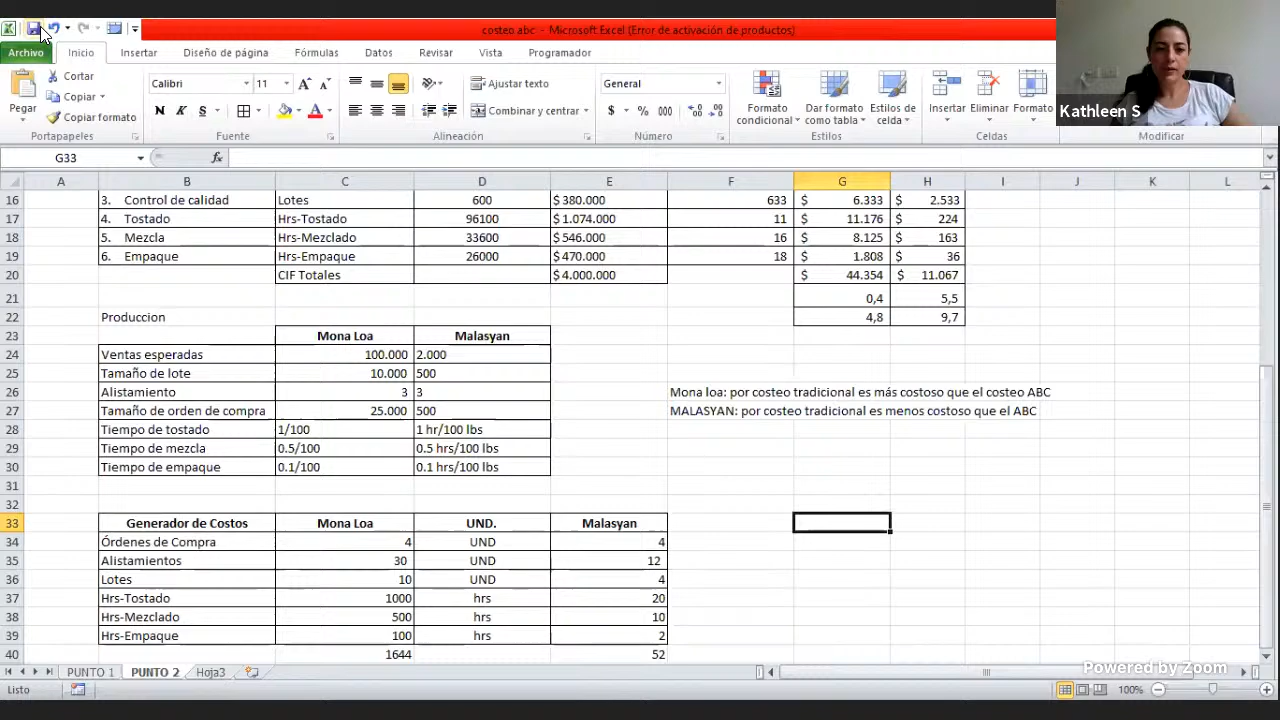 costeo abc - Microsoft Excel (Error de activación de productos)
Kathleen S
Archivo Inicio Insertar Diseño de página Fórmulas Datos Revisar Vista Programador
Pegar Cortar Copiar Copiar formato Portapapeles
Calibri 11 N K S A A A Fuente
Ajustar texto Combinar y centrar Alineación
General $ % 000 Número
Formato condicional Dar formato como tabla Estilos de celda Estilos
Insertar Eliminar Formato Celdas
Modificar
G33 fx
A B C D E F G H I J K L
16 3. Control de calidad Lotes 600 $ 380.000 633 $ 6.333 $ 2.533
17 4. Tostado Hrs-Tostado 96100 $ 1.074.000 11 $ 11.176 $ 224
18 5. Mezcla Hrs-Mezclado 33600 $ 546.000 16 $ 8.125 $ 163
19 6. Empaque Hrs-Empaque 26000 $ 470.000 18 $ 1.808 $ 36
20 CIF Totales $ 4.000.000 $ 44.354 $ 11.067
21 0,4 5,5
22 Produccion 4,8 9,7
23 Mona Loa Malasyan
24 Ventas esperadas 100.000 2.000
25 Tamaño de lote 10.000 500
26 Alistamiento 3 3 Mona loa: por costeo tradicional es más costoso que el costeo ABC
27 Tamaño de orden de compra 25.000 500 MALASYAN: por costeo tradicional es menos costoso que el ABC
28 Tiempo de tostado 1/100 1 hr/100 lbs
29 Tiempo de mezcla 0.5/100 0.5 hrs/100 lbs
30 Tiempo de empaque 0.1/100 0.1 hrs/100 lbs
31
32
33 Generador de Costos Mona Loa UND. Malasyan
34 Órdenes de Compra 4 UND 4
35 Alistamientos 30 UND 12
36 Lotes 10 UND 4
37 Hrs-Tostado 1000 hrs 20
38 Hrs-Mezclado 500 hrs 10
39 Hrs-Empaque 100 hrs 2
40 1644 52
PUNTO 1 PUNTO 2 Hoja3
Powered by Zoom
Listo 100%